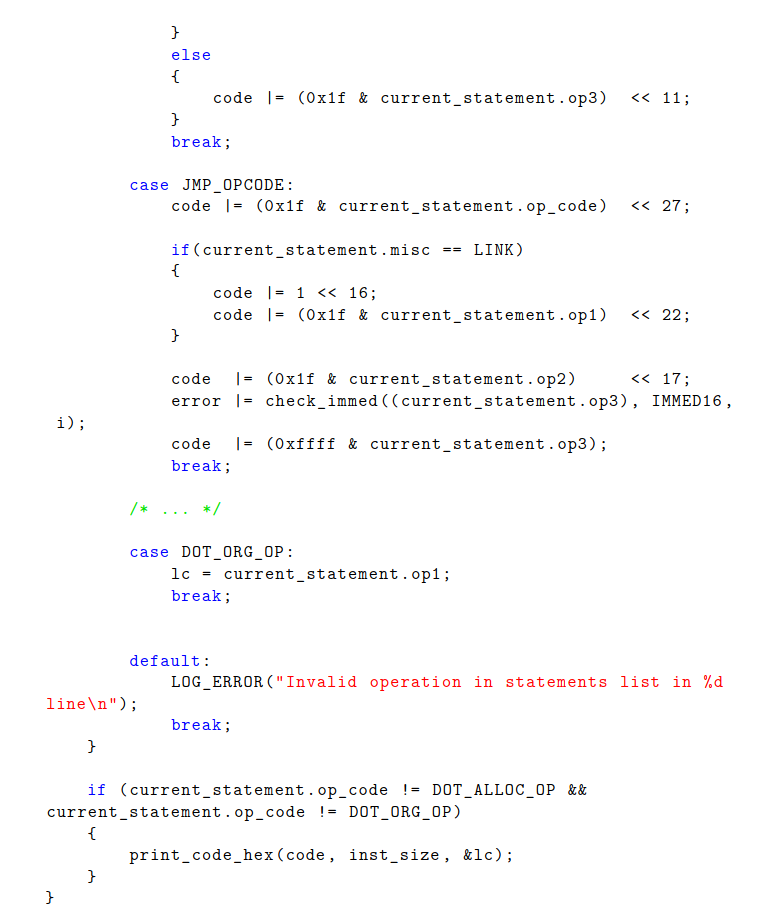 }
else
{
code |= (0x1f & current_statement.op3) << 11;
}
break;
case JMP_OPCODE:
code |= (0x1f & current_statement.op_code) << 27;
if(current_statement.misc == LINK)
{
code |= 1 << 16;
code |= (0x1f & current_statement.op1) << 22;
}
code |= (0x1f & current_statement.op2) << 17;
error |= check_immed((current_statement.op3), IMMED16,
i);
code |= (0xffff & current_statement.op3);
break;
/* ... */
case DOT_ORG_OP:
lc = current_statement.op1;
break;
default:
LOG_ERROR("Invalid operation in statements list in %d
line\n");
break;
}
if (current_statement.op_code != DOT_ALLOC_OP &&
current_statement.op_code != DOT_ORG_OP)
{
print_code_hex(code, inst_size, &lc);
}
}